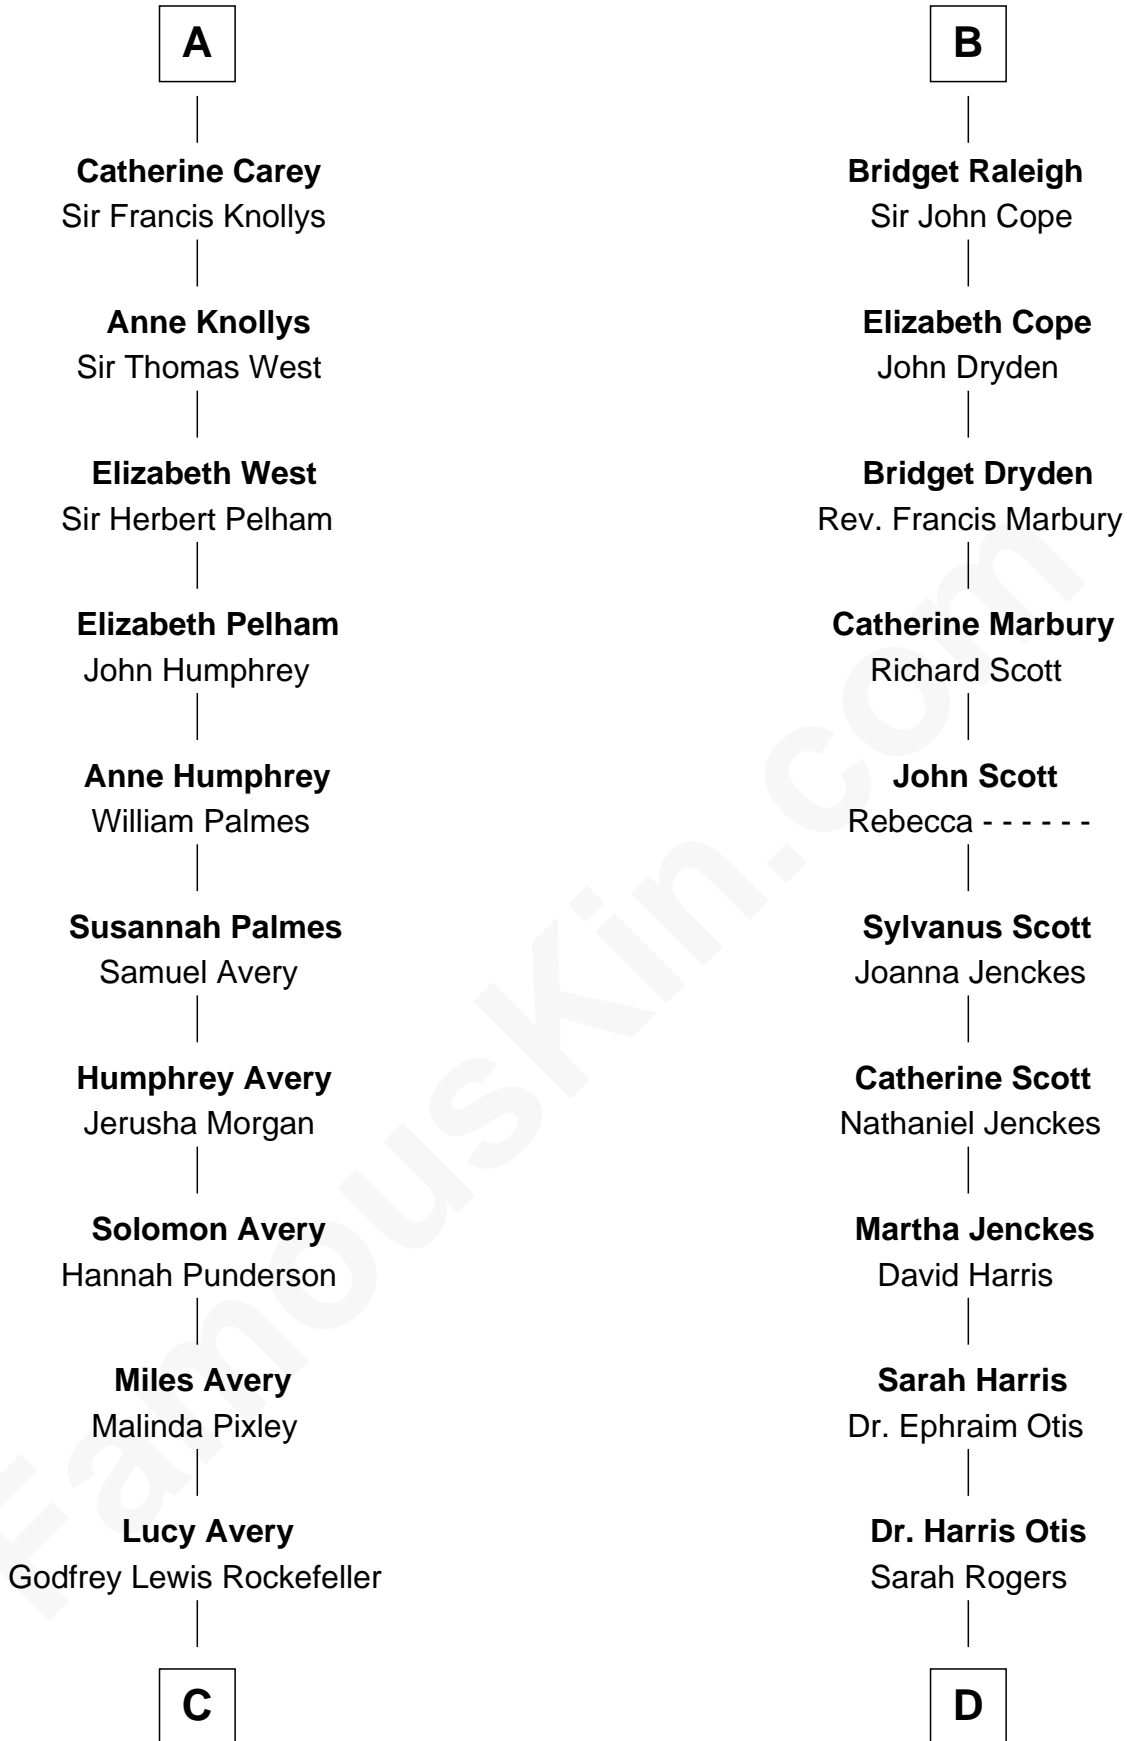 A
Catherine Carey
Sir Francis Knollys
Anne Knollys
Sir Thomas West
Elizabeth West
Sir Herbert Pelham
Elizabeth Pelham
John Humphrey
Anne Humphrey
William Palmes
Susannah Palmes
Samuel Avery
Humphrey Avery
Jerusha Morgan
Solomon Avery
Hannah Punderson
Miles Avery
Malinda Pixley
Lucy Avery
Godfrey Lewis Rockefeller
C
B
Bridget Raleigh
Sir John Cope
Elizabeth Cope
John Dryden
Bridget Dryden
Rev. Francis Marbury
Catherine Marbury
Richard Scott
John Scott
Rebecca - - - - - -
Sylvanus Scott
Joanna Jenckes
Catherine Scott
Nathaniel Jenckes
Martha Jenckes
David Harris
Sarah Harris
Dr. Ephraim Otis
Dr. Harris Otis
Sarah Rogers
D
FamousKin.com